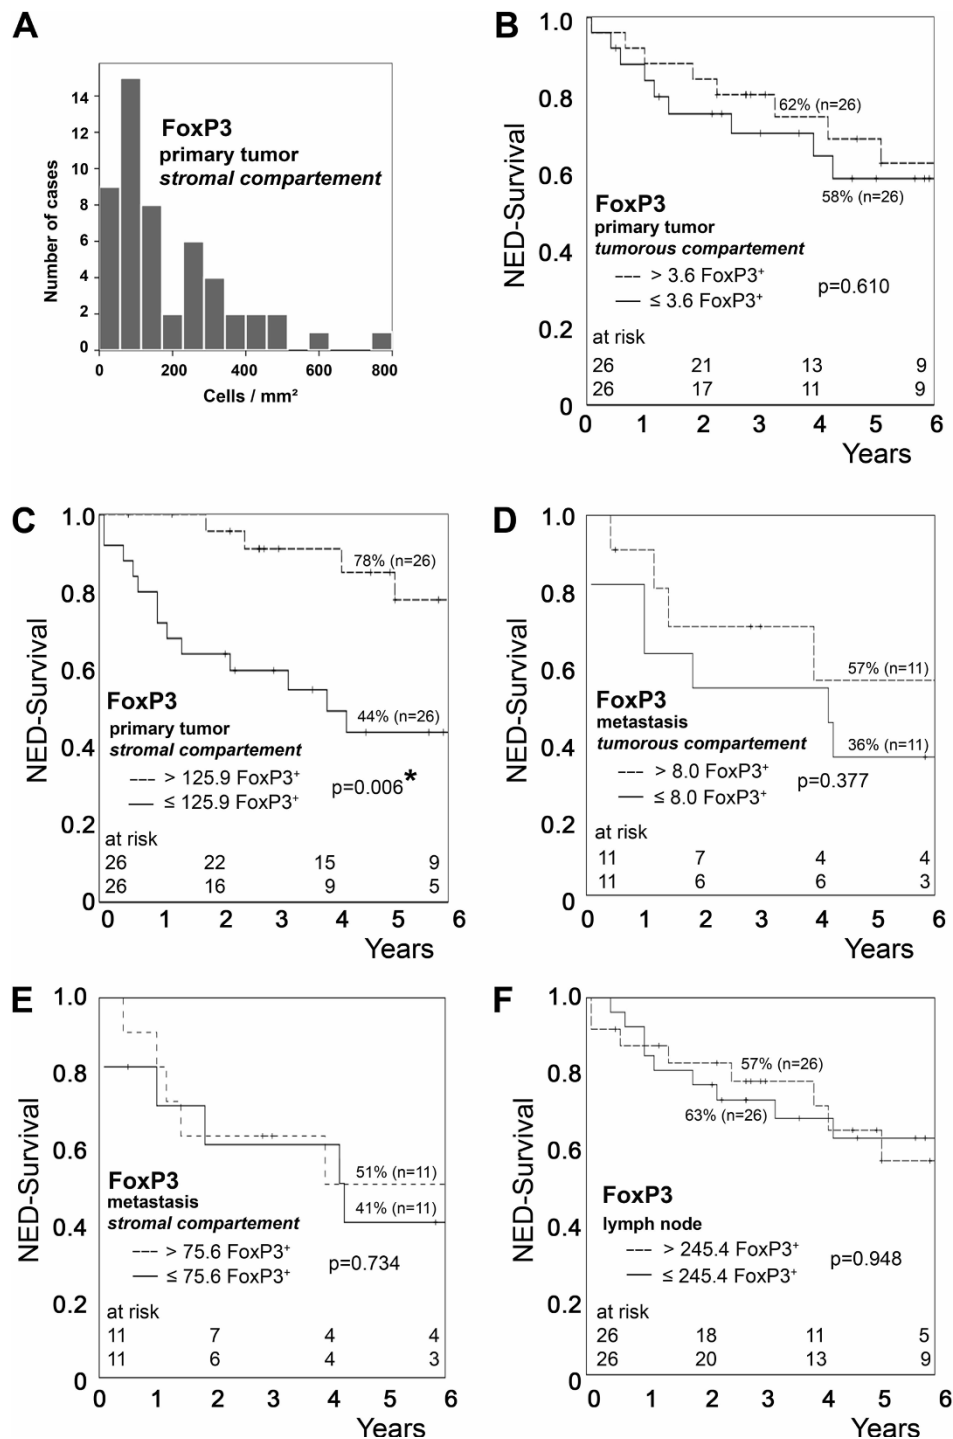 A
FoxP3
primary tumor
stromal compartement
Number of cases
14
12
10
8
6
4
2
0
0 200 400 600 800
Cells / mm²
B
NED-Survival
1.0
0.8
0.6
0.4
0.2
0
62% (n=26)
58% (n=26)
FoxP3
primary tumor
tumorous compartement
> 3.6 FoxP3+
≤ 3.6 FoxP3+
p=0.610
at risk
26 21 13 9
26 17 11 9
0 1 2 3 4 5 6
Years
C
NED-Survival
1.0
0.8
0.6
0.4
0.2
0
78% (n=26)
44% (n=26)
FoxP3
primary tumor
stromal compartement
> 125.9 FoxP3+
≤ 125.9 FoxP3+
p=0.006*
at risk
26 22 15 9
26 16 9 5
0 1 2 3 4 5 6
Years
D
NED-Survival
1.0
0.8
0.6
0.4
0.2
0
57% (n=11)
36% (n=11)
FoxP3
metastasis
tumorous compartement
> 8.0 FoxP3+
≤ 8.0 FoxP3+
p=0.377
at risk
11 7 4 4
11 6 6 3
0 1 2 3 4 5 6
Years
E
NED-Survival
1.0
0.8
0.6
0.4
0.2
0
51% (n=11)
41% (n=11)
FoxP3
metastasis
stromal compartement
> 75.6 FoxP3+
≤ 75.6 FoxP3+
p=0.734
at risk
11 7 4 4
11 6 4 3
0 1 2 3 4 5 6
Years
F
NED-Survival
1.0
0.8
0.6
0.4
0.2
0
57% (n=26)
63% (n=26)
FoxP3
lymph node
> 245.4 FoxP3+
≤ 245.4 FoxP3+
p=0.948
at risk
26 18 11 5
26 20 13 9
0 1 2 3 4 5 6
Years